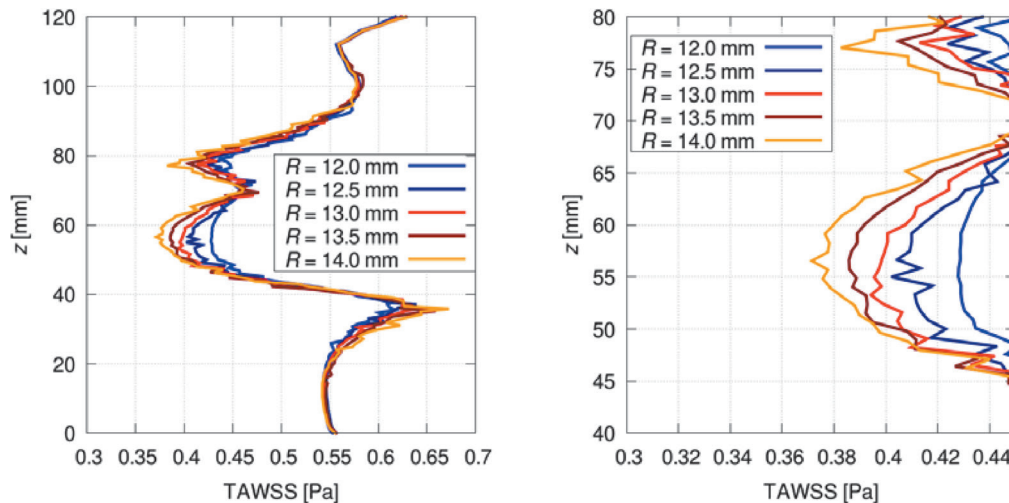 120
100
80
60
40
20
0
z [mm]
0.3 0.35 0.4 0.45 0.5 0.55 0.6 0.65 0.7
TAWSS [Pa]
R = 12.0 mm
R = 12.5 mm
R = 13.0 mm
R = 13.5 mm
R = 14.0 mm
80
75
70
65
60
55
50
45
40
z [mm]
0.3 0.32 0.34 0.36 0.38 0.4 0.42 0.44
TAWSS [Pa]
R = 12.0 mm
R = 12.5 mm
R = 13.0 mm
R = 13.5 mm
R = 14.0 mm